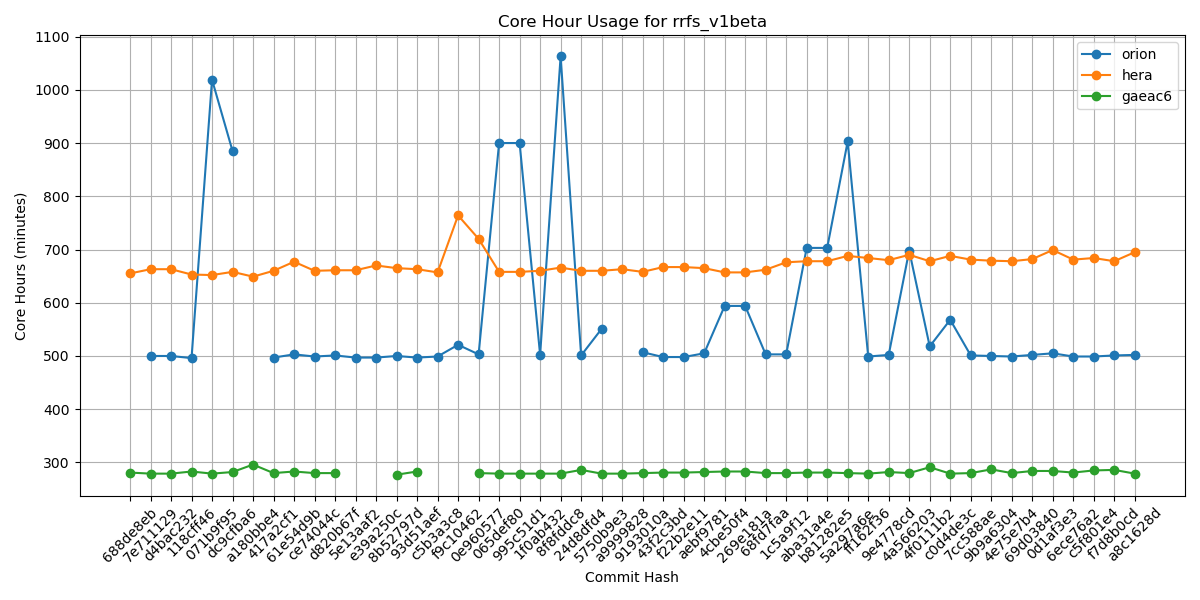 Core Hour Usage for rrfs_v1beta
orion
hera
gaeac6
Core Hours (minutes)
1100
1000
900
800
700
600
500
400
300
688de8eb
7e711129
d4bac232
118cff46
071b9f95
dc9cfba6
a180bbe4
417a2cf1
61e54d9b
ce74044c
d820b67f
5e13aaf2
e39a250c
8b52797d
93d51aef
c5b3a3c8
f9c10462
0e960577
065def80
995c51d1
1f0ab432
8f8fddc8
24d8dfd4
5750b9e3
a9999828
9193010a
43f2c3bd
f22b2e11
aebf9781
4cbe50f4
269e181a
68fd7faa
1c5a9f12
aba31a4e
b81282e5
5a297a6e
ff162f36
9e4778cd
4a566203
4f0111b2
c0d4de3c
7cc588ae
9b9a6304
4e75e7b4
69d03840
0d1af3e3
6ece76a2
c5f801e4
f7d8b0cd
a8c1628d
Commit Hash